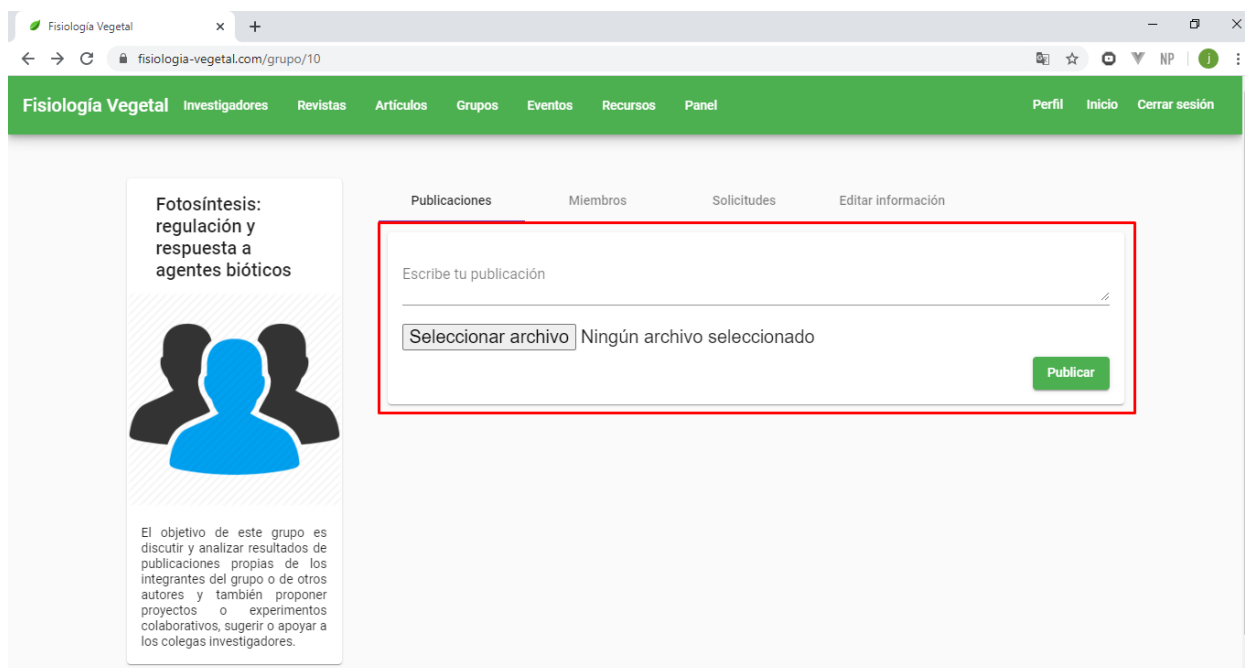 Fisiología Vegetal
fisiologia-vegetal.com/grupo/10
NP
j
Fisiología Vegetal Investigadores Revistas Artículos Grupos Eventos Recursos Panel Perfil Inicio Cerrar sesión
Fotosíntesis:
regulación y
respuesta a
agentes bióticos
El objetivo de este grupo es
discutir y analizar resultados de
publicaciones propias de los
integrantes del grupo o de otros
autores y también proponer
proyectos o experimentos
colaborativos, sugerir o apoyar a
los colegas investigadores.
Publicaciones Miembros Solicitudes Editar información
Escribe tu publicación
Seleccionar archivo Ningún archivo seleccionado
Publicar